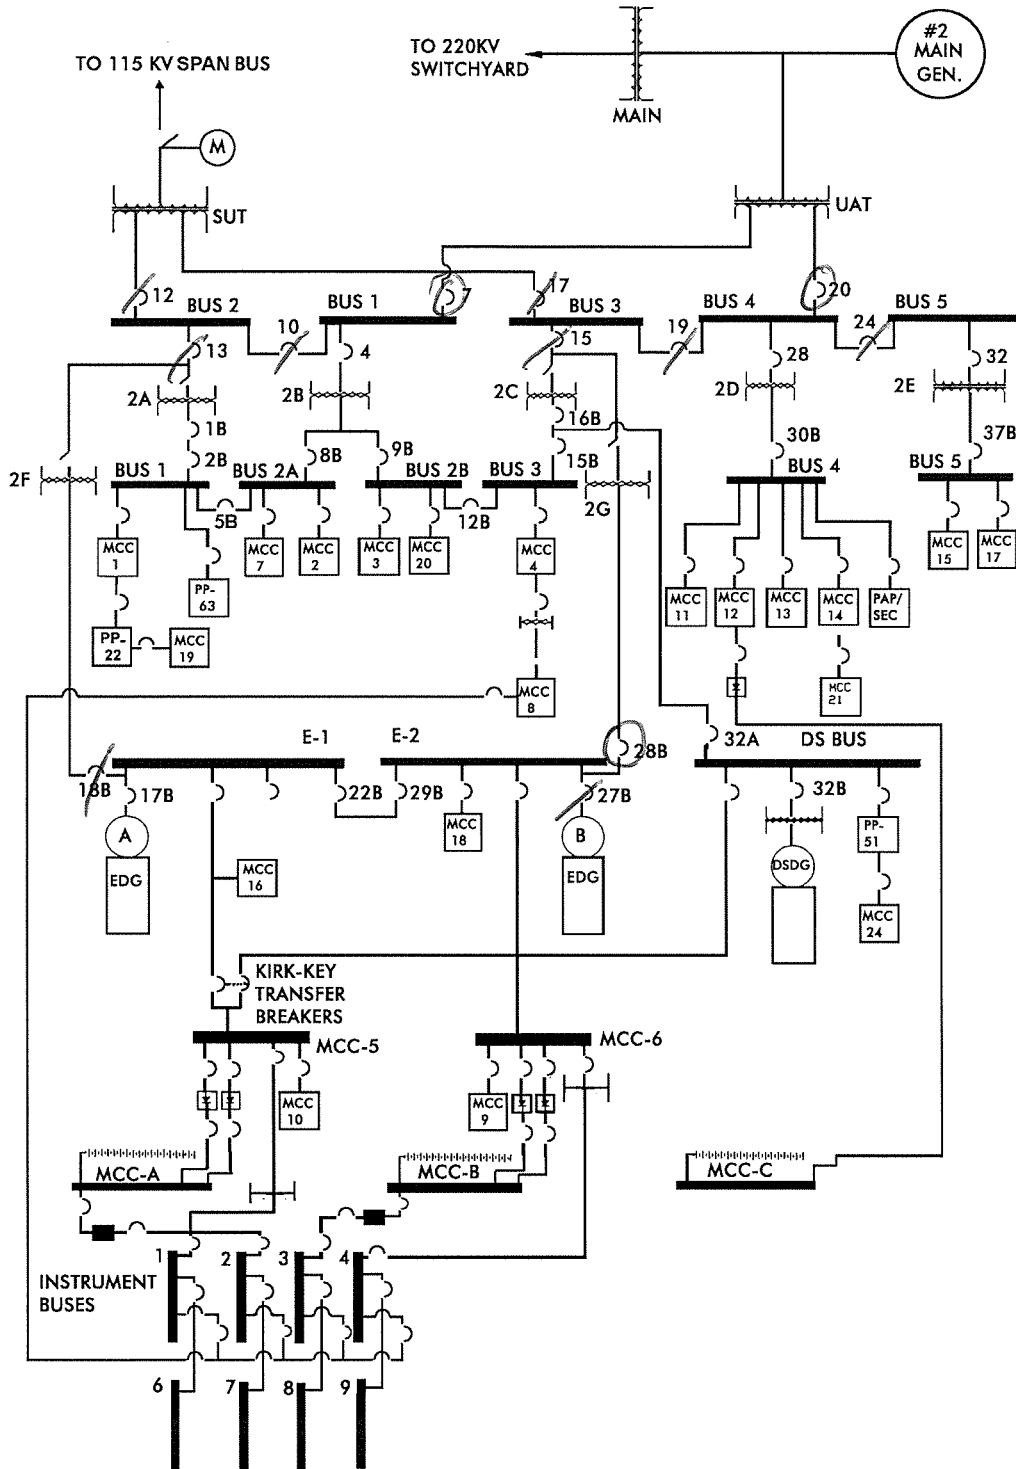 #2
MAIN
GEN.
TO 220KV
SWITCHYARD
TO 115 KV SPAN BUS
MAIN
M
SUT
UAT
12
BUS 2
BUS 1
7
17
BUS 3
BUS 4
20
BUS 5
10
19
24
13
4
15
28
32
2A
2B
2C
2D
2E
1B
16B
2B
8B
9B
15B
30B
37B
2F
BUS 1
BUS 2A
BUS 2B
BUS 3
BUS 4
BUS 5
2G
5B
12B
MCC
1
MCC
7
MCC
2
MCC
3
MCC
20
MCC
4
MCC
15
MCC
17
PP-
63
MCC
11
MCC
12
MCC
13
MCC
14
PAP/
SEC
PP-
22
MCC
19
MCC
8
MCC
21
E-1
E-2
28B
32A
DS BUS
18B
17B
22B
29B
27B
32B
A
EDG
MCC
16
MCC
18
B
EDG
DSDG
PP-
51
MCC
24
KIRK-KEY
TRANSFER
BREAKERS
MCC-5
MCC-6
MCC
10
MCC
9
MCC-A
MCC-B
MCC-C
1
2
3
4
INSTRUMENT
BUSES
6
7
8
9